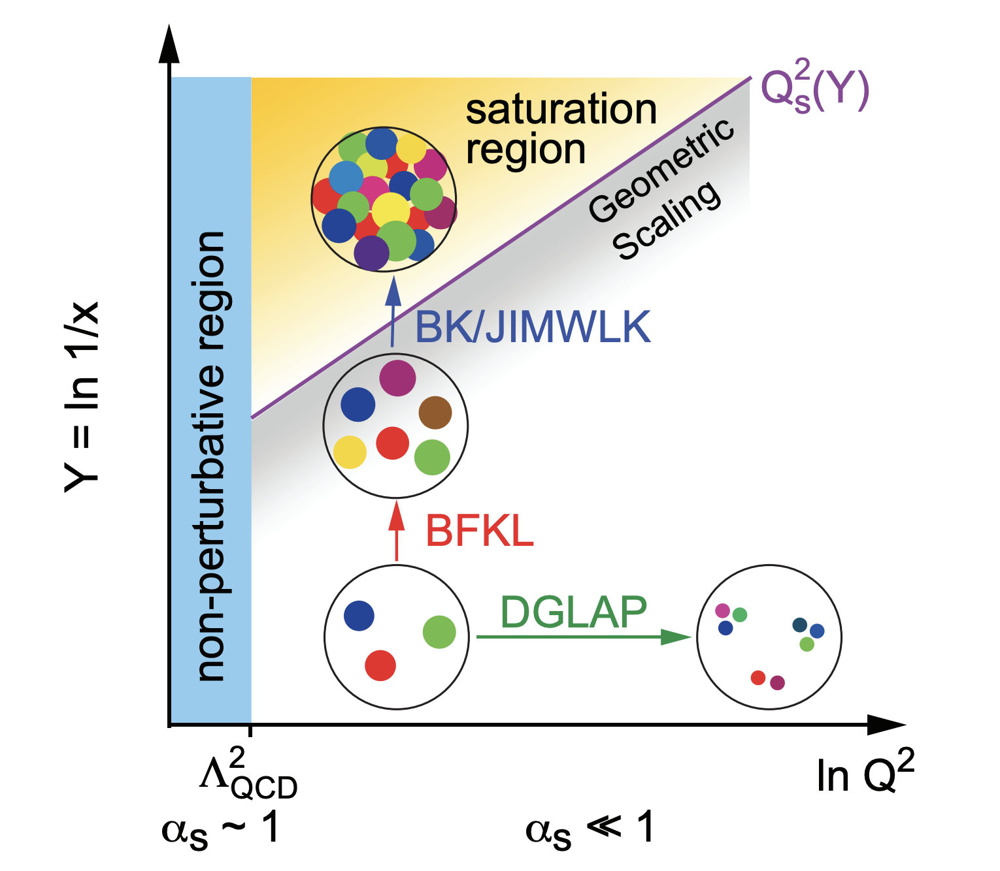 Q²ₛ(Y)
saturation
region
Geometric
Scaling
non-perturbative region
Y = ln 1/x
BK/JIMWLK
BFKL
DGLAP
Λ²QCD
ln Q²
αₛ ~ 1
αₛ ≪ 1